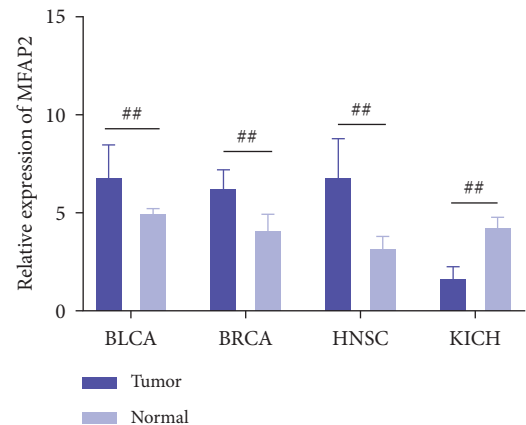 Relative expression of MFAP2
15
10
5
0
##
##
##
##
BLCA
BRCA
HNSC
KICH
Tumor
Normal